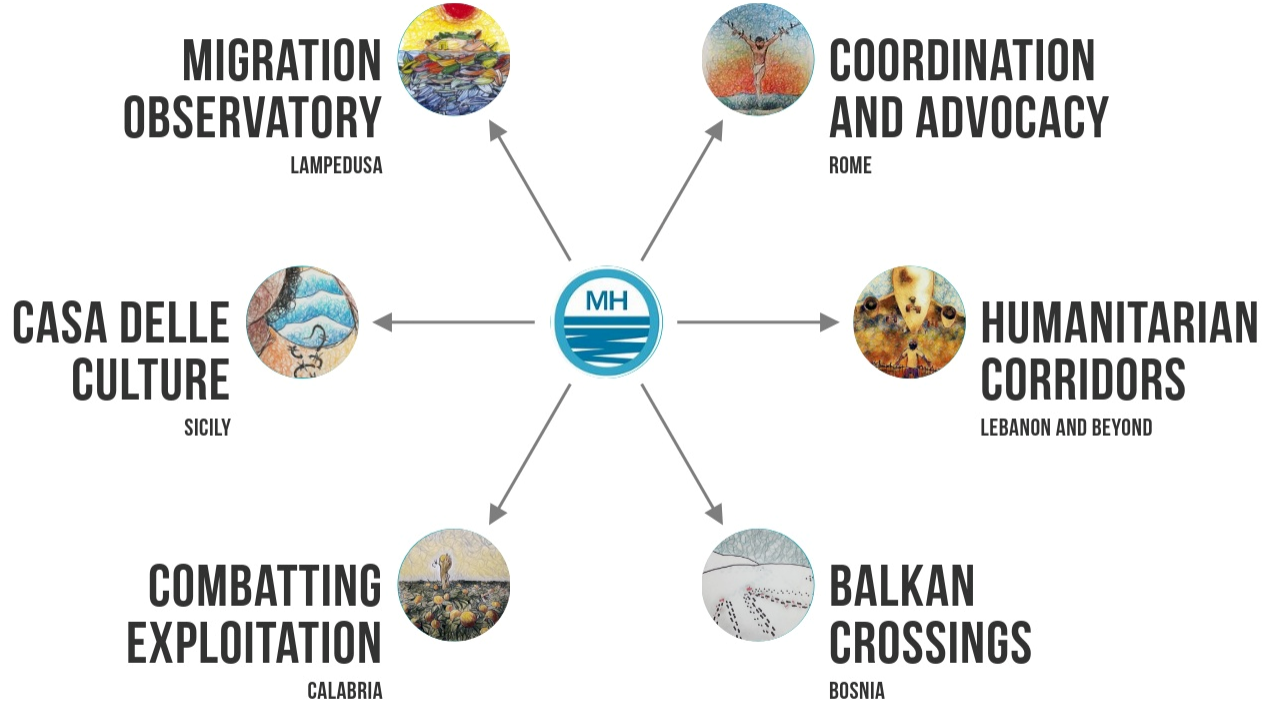 MIGRATION
OBSERVATORY
LAMPEDUSA
COORDINATION
AND ADVOCACY
ROME
CASA DELLE
CULTURE
SICILY
MH
HUMANITARIAN
CORRIDORS
LEBANON AND BEYOND
COMBATTING
EXPLOITATION
CALABRIA
BALKAN
CROSSINGS
BOSNIA